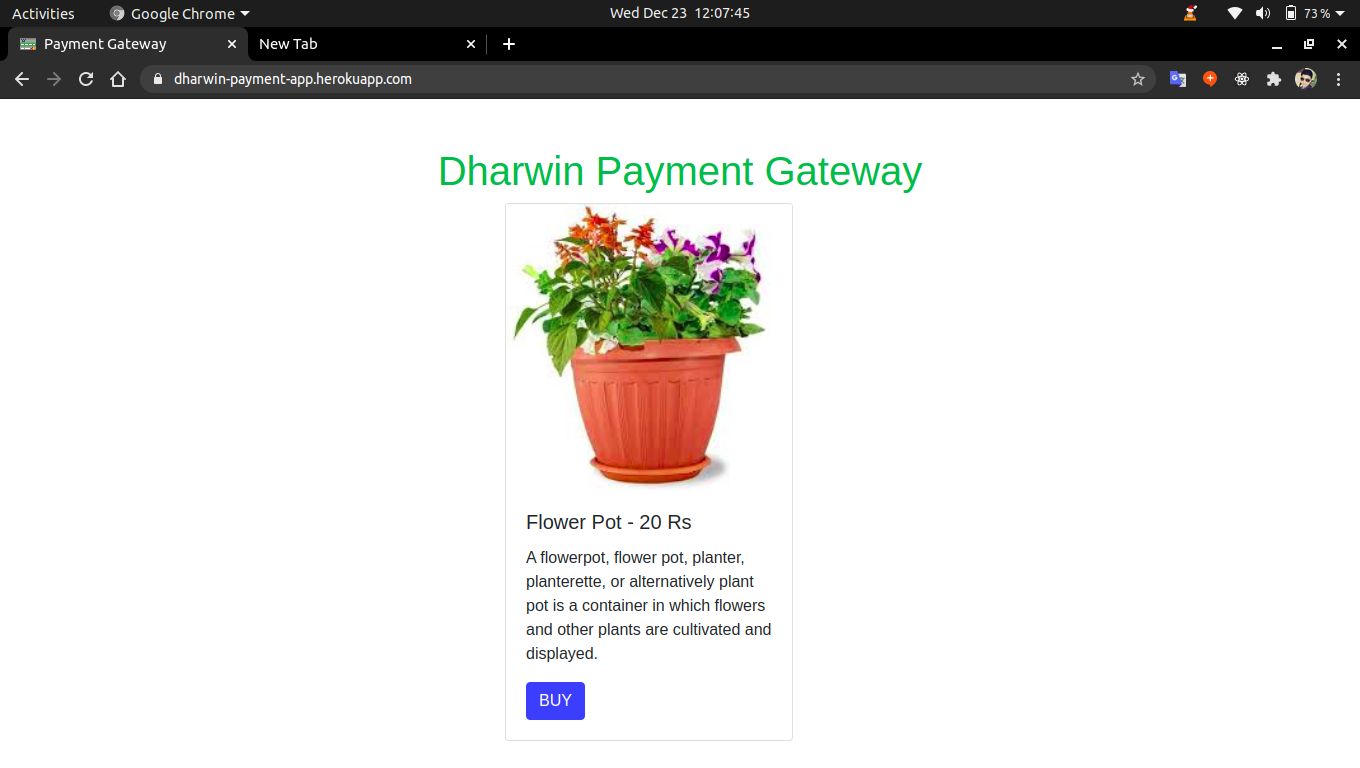 Activities
Google Chrome
Wed Dec 23 12:07:45
73 %
Payment Gateway
New Tab
dharwin-payment-app.herokuapp.com
Dharwin Payment Gateway
Flower Pot - 20 Rs
A flowerpot, flower pot, planter,
planterette, or alternatively plant
pot is a container in which flowers
and other plants are cultivated and
displayed.
BUY